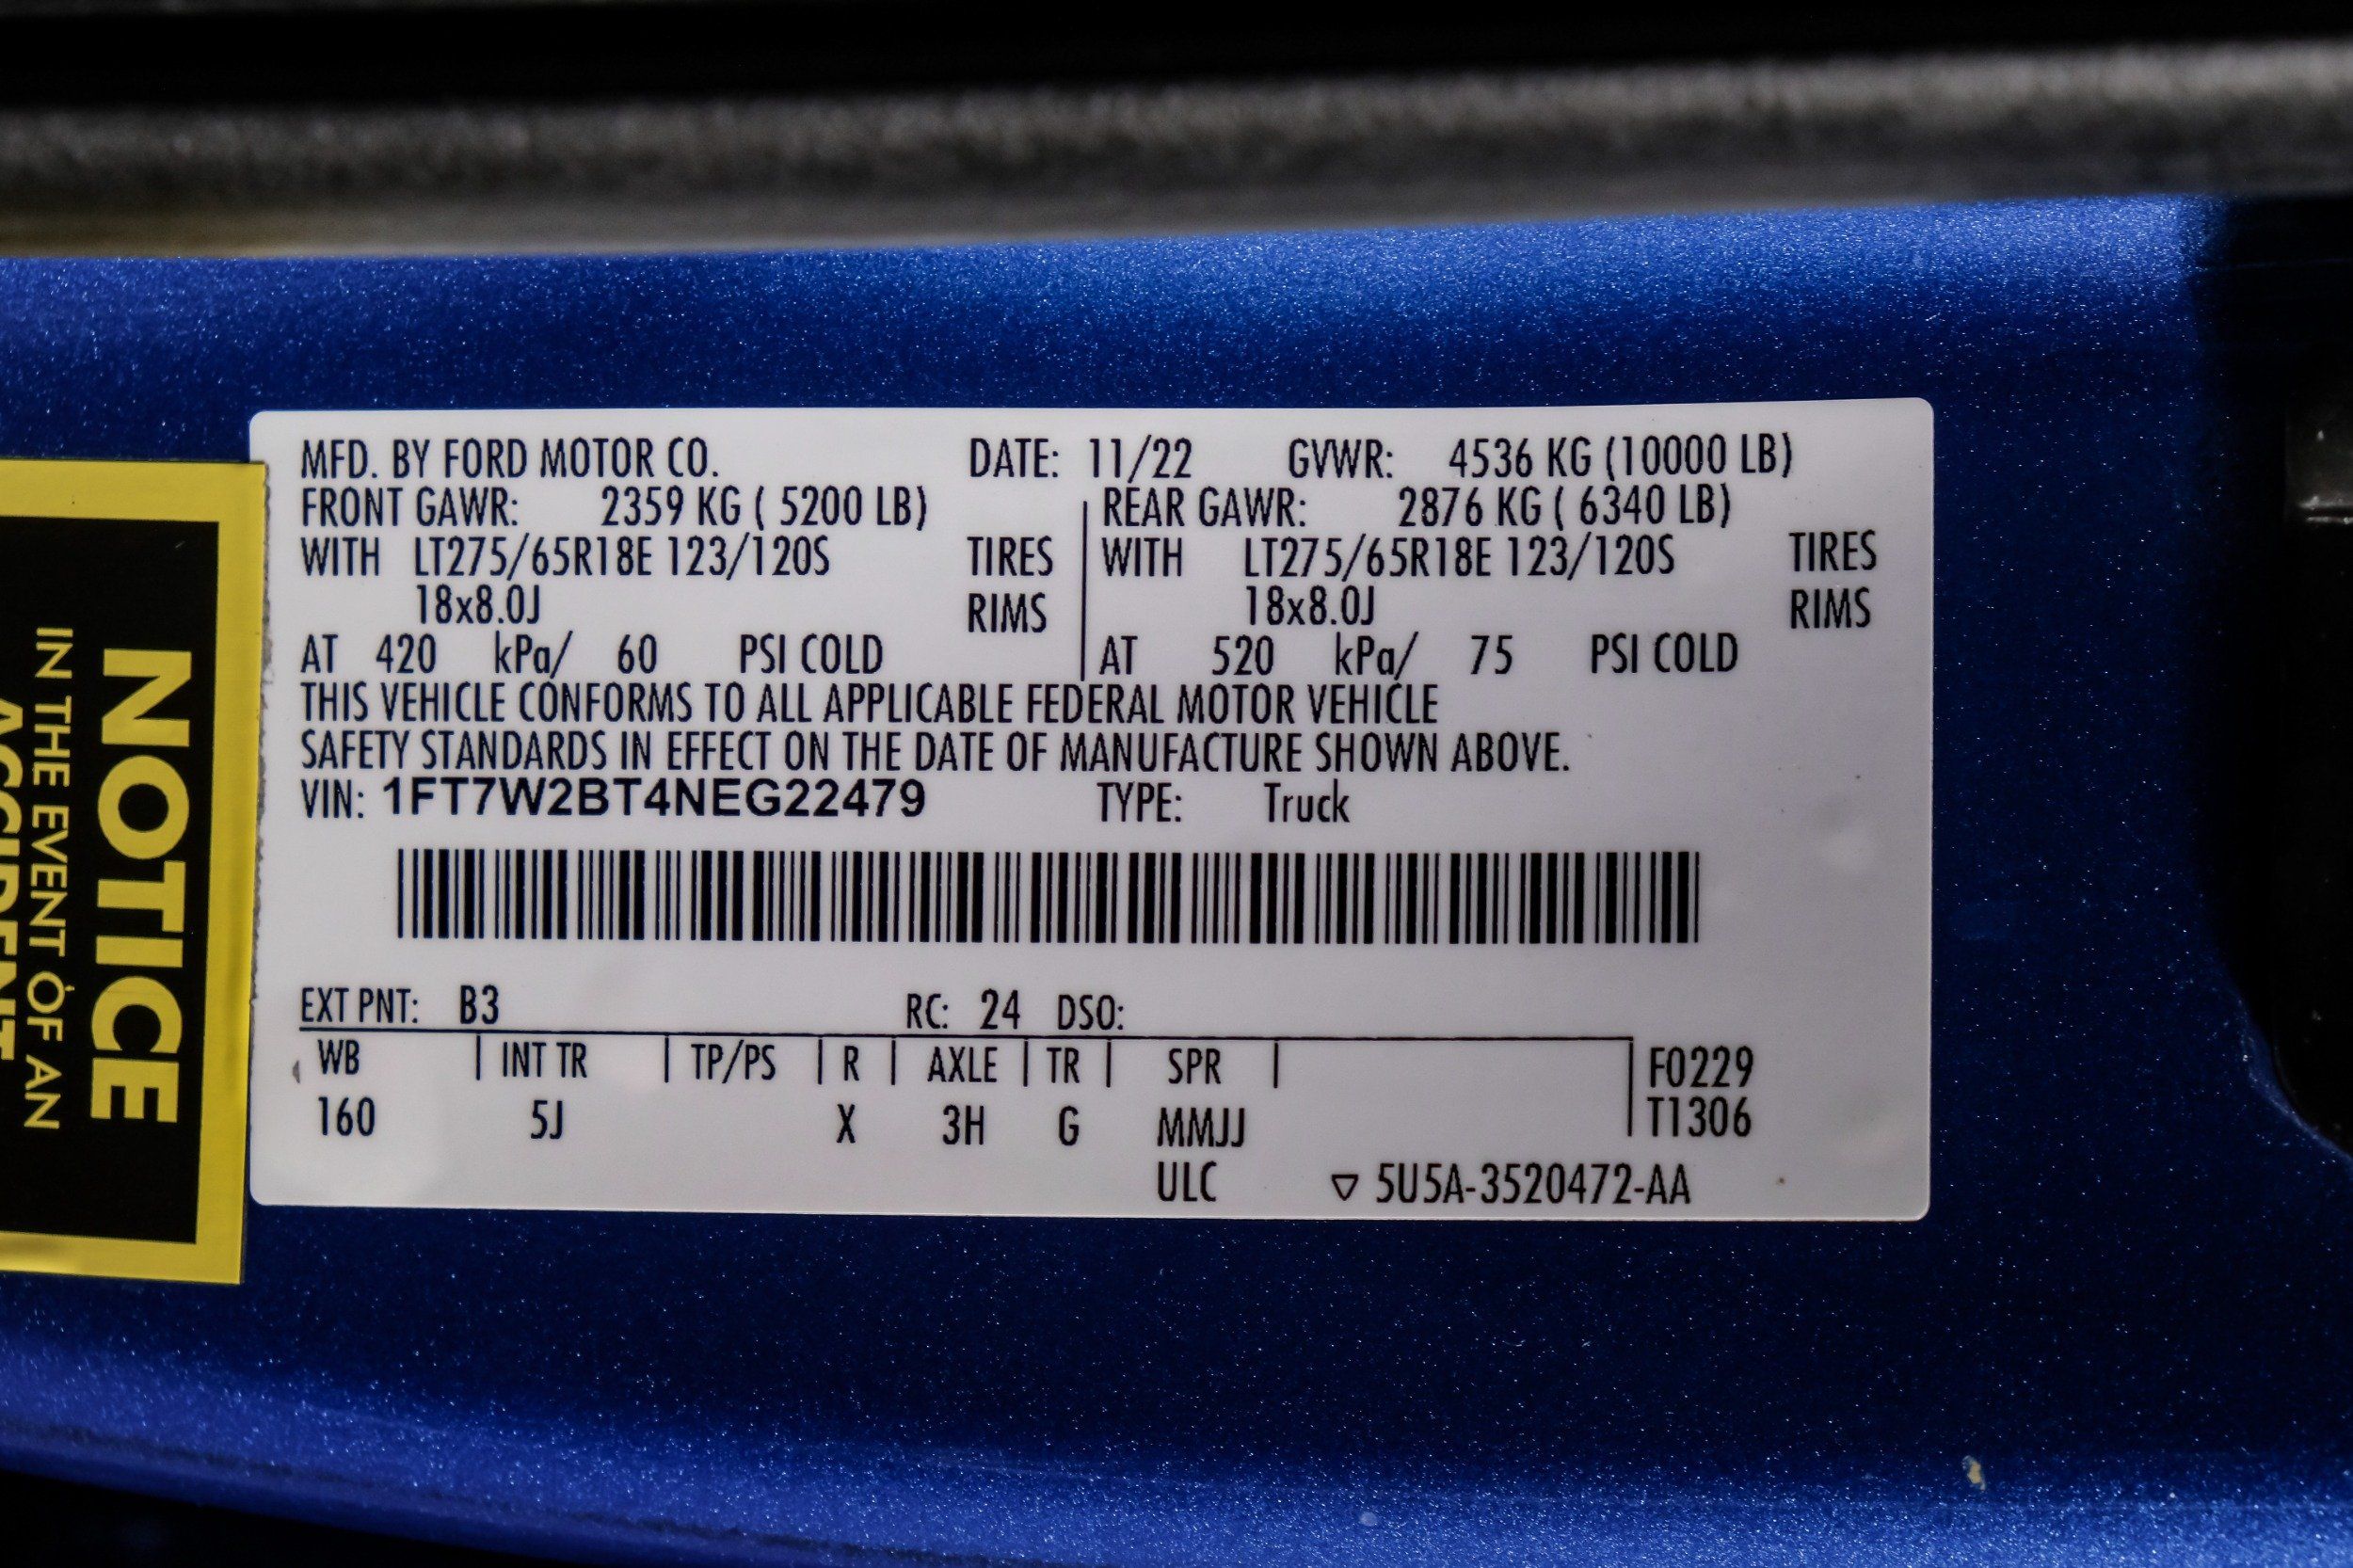 MFD. BY FORD MOTOR CO. DATE: 11/22 GVWR: 4536 KG (10000 LB)
FRONT GAWR: 2359 KG ( 5200 LB) REAR GAWR: 2876 KG ( 6340 LB)
WITH LT275/65R18E 123/120S TIRES WITH LT275/65R18E 123/120S TIRES
18x8.0J RIMS 18x8.0J RIMS
AT 420 kPa/ 60 PSI COLD AT 520 kPa/ 75 PSI COLD
THIS VEHICLE CONFORMS TO ALL APPLICABLE FEDERAL MOTOR VEHICLE
SAFETY STANDARDS IN EFFECT ON THE DATE OF MANUFACTURE SHOWN ABOVE.
VIN: 1FT7W2BT4NEG22479 TYPE: Truck
EXT PNT: B3 RC: 24 DSO:
WB INT TR TP/PS R AXLE TR SPR F0229
160 5J X 3H G MMJJ T1306
ULC ▽ 5U5A-3520472-AA
NOTICE
IN THE EVENT OF AN
ACCIDENT